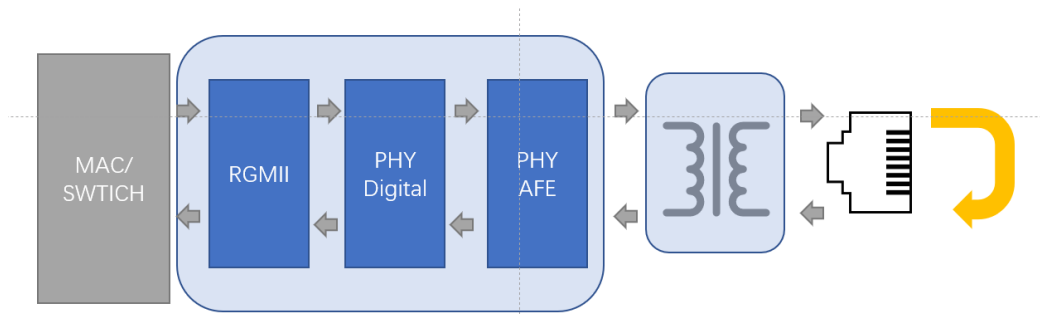 MAC/
SWTICH
RGMII
PHY
Digital
PHY
AFE